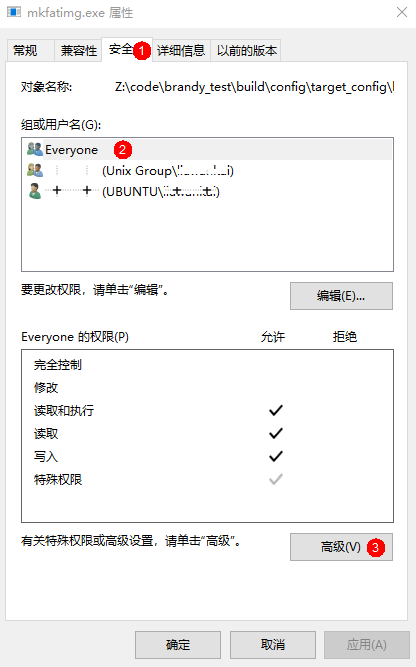 mkfatimg.exe 属性
常规 兼容性 安全 1 详细信息 以前的版本
对象名称: Z:\code\brandy_test\build\config\target_config\
组或用户名(G):
Everyone 2
(Unix Group\
(UBUNTU\
要更改权限，请单击“编辑”。 编辑(E)...
Everyone 的权限(P) 允许 拒绝
完全控制
修改
读取和执行
读取
写入
特殊权限
有关特殊权限或高级设置，请单击“高级”。 高级(V) 3
确定 取消 应用(A)